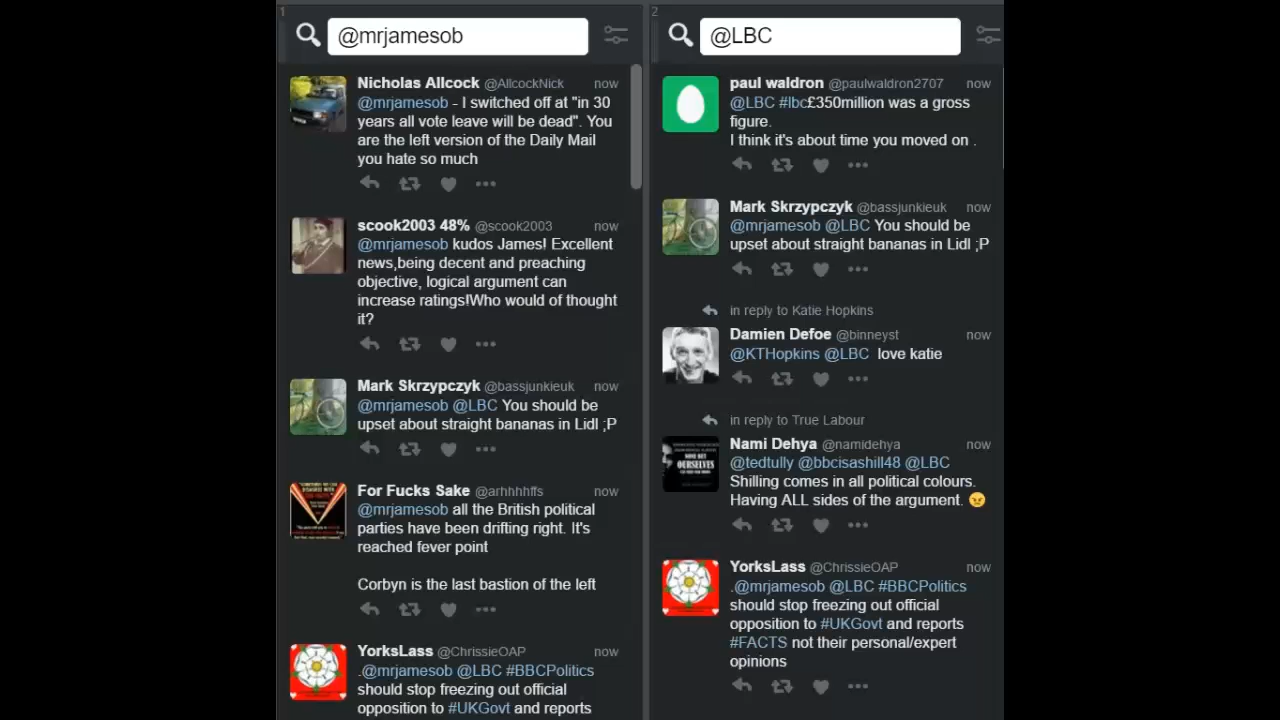 1
@mrjamesob
Nicholas Allcock @AllcockNick now
@mrjamesob - I switched off at "in 30
years all vote leave will be dead". You
are the left version of the Daily Mail
you hate so much
scook2003 48% @scook2003 now
@mrjamesob kudos James! Excellent
news,being decent and preaching
objective, logical argument can
increase ratings!Who would of thought
it?
Mark Skrzypczyk @bassjunkieuk now
@mrjamesob @LBC You should be
upset about straight bananas in Lidl ;P
For Fucks Sake @arhhhhffs now
@mrjamesob all the British political
parties have been drifting right. It's
reached fever point
Corbyn is the last bastion of the left
YorksLass @ChrissieOAP now
.@mrjamesob @LBC #BBCPolitics
should stop freezing out official
opposition to #UKGovt and reports
2
@LBC
paul waldron @paulwaldron2707 now
@LBC #lbc£350million was a gross
figure.
I think it's about time you moved on .
Mark Skrzypczyk @bassjunkieuk now
@mrjamesob @LBC You should be
upset about straight bananas in Lidl ;P
in reply to Katie Hopkins
Damien Defoe @binneyst now
@KTHopkins @LBC love katie
in reply to True Labour
OURSELVES
Nami Dehya @namidehya now
@tedtully @bbcisashill48 @LBC
Shilling comes in all political colours.
Having ALL sides of the argument. 😠
YorksLass @ChrissieOAP now
.@mrjamesob @LBC #BBCPolitics
should stop freezing out official
opposition to #UKGovt and reports
#FACTS not their personal/expert
opinions